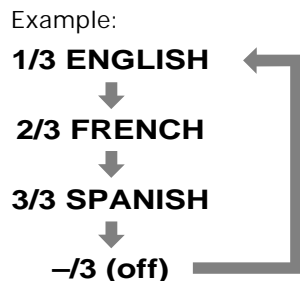 Example:
1/3 ENGLISH
2/3 FRENCH
3/3 SPANISH
–/3 (off)